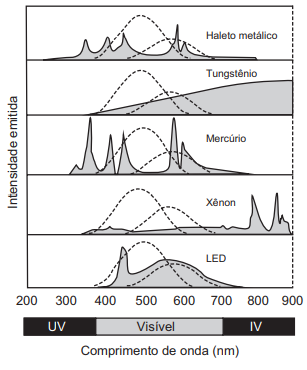 Intensidade emitida
Haleto metálico
Tungstênio
Mercúrio
Xênon
LED
200 300 400 500 600 700 800 900
UV Visível IV
Comprimento de onda (nm)